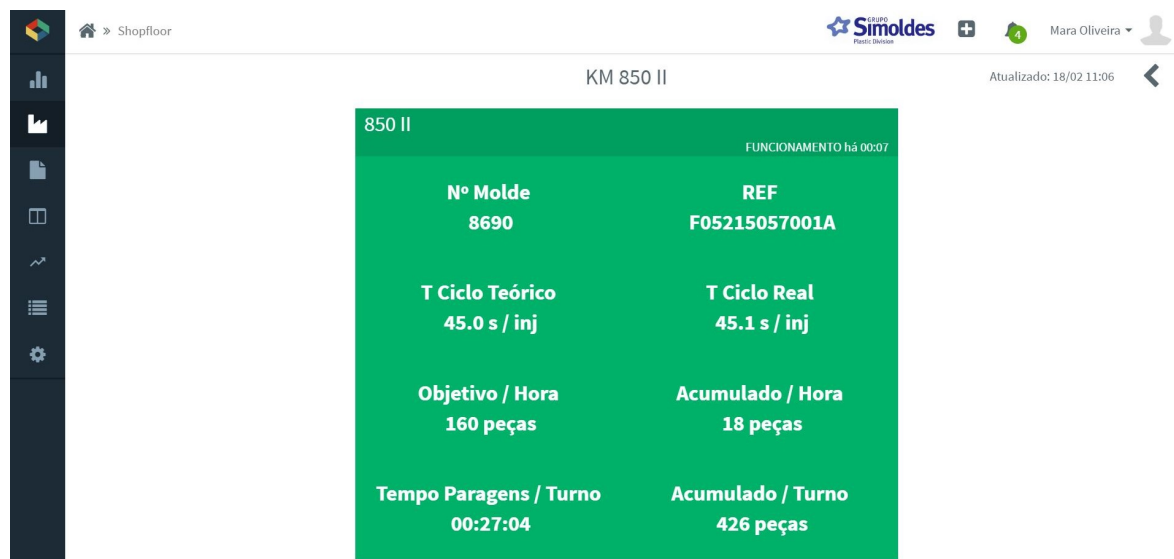 » Shopfloor
GRUPO
Simoldes
Plastic Division
4
Mara Oliveira
KM 850 II
Atualizado: 18/02 11:06
850 II
FUNCIONAMENTO há 00:07
Nº Molde
8690
REF
F05215057001A
T Ciclo Teórico
45.0 s / inj
T Ciclo Real
45.1 s / inj
Objetivo / Hora
160 peças
Acumulado / Hora
18 peças
Tempo Paragens / Turno
00:27:04
Acumulado / Turno
426 peças